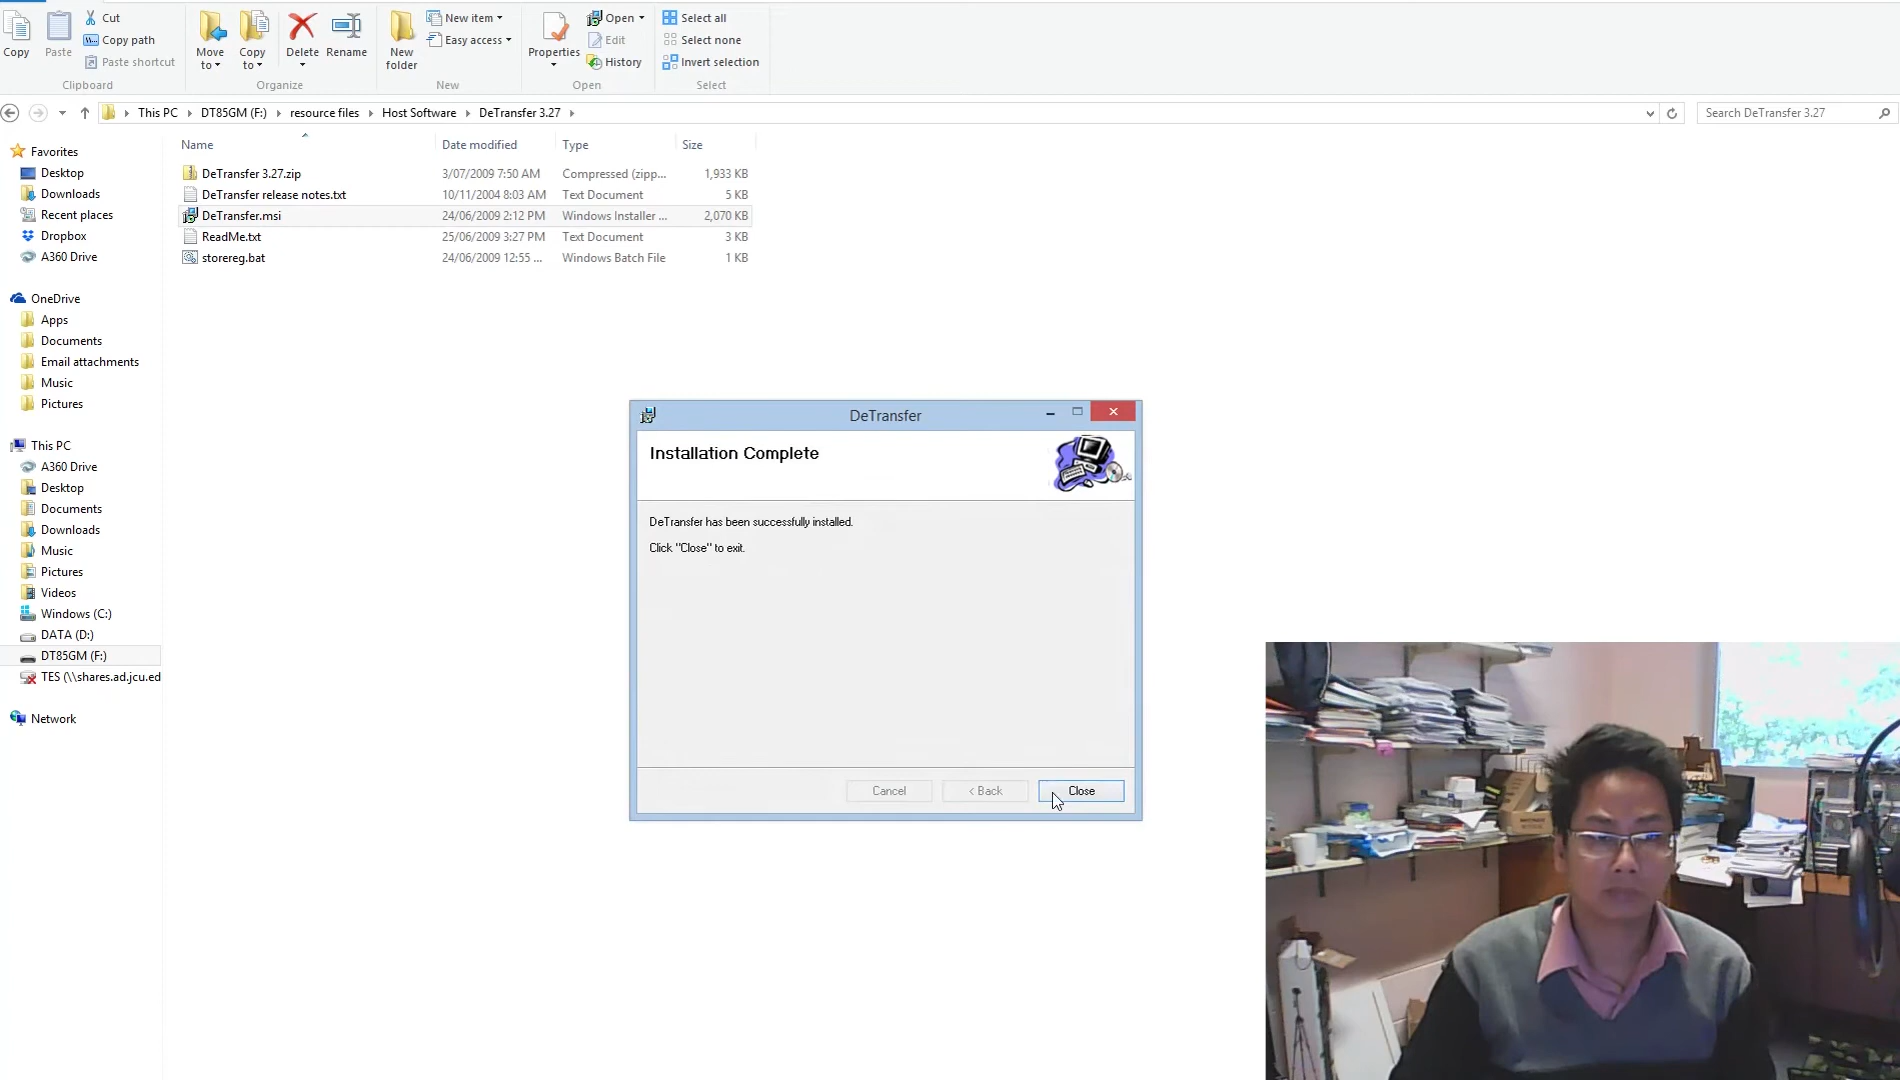 Copy
Paste
Cut
Copy path
Paste shortcut
Clipboard
Move to
Copy to
Delete
Rename
Organize
New folder
New item
Easy access
New
Properties
Open
Edit
History
Open
Select all
Select none
Invert selection
Select
This PC DT85GM (F:) resource files Host Software DeTransfer 3.27
Search DeTransfer 3.27
Name Date modified Type Size
DeTransfer 3.27.zip 3/07/2009 7:50 AM Compressed (zipp... 1,933 KB
DeTransfer release notes.txt 10/11/2004 8:03 AM Text Document 5 KB
DeTransfer.msi 24/06/2009 2:12 PM Windows Installer ... 2,070 KB
ReadMe.txt 25/06/2009 3:27 PM Text Document 3 KB
storereg.bat 24/06/2009 12:55 ... Windows Batch File 1 KB
Favorites
Desktop
Downloads
Recent places
Dropbox
A360 Drive
OneDrive
Apps
Documents
Email attachments
Music
Pictures
This PC
A360 Drive
Desktop
Documents
Downloads
Music
Pictures
Videos
Windows (C:)
DATA (D:)
DT85GM (F:)
TES (\\shares.ad.jcu.ed
Network
DeTransfer
Installation Complete
DeTransfer has been successfully installed.
Click "Close" to exit.
Cancel
< Back
Close